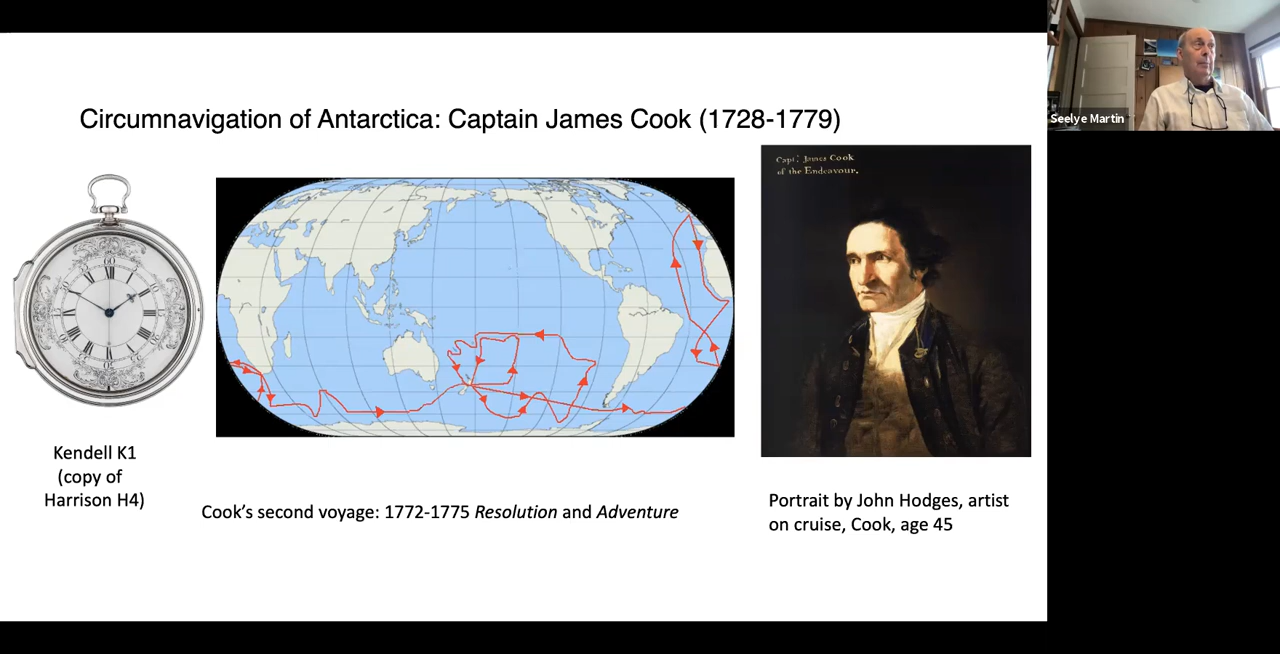 Circumnavigation of Antarctica: Captain James Cook (1728-1779)
Seelye Martin
Capt: James Cook
of the Endeavour.
Kendell K1
(copy of
Harrison H4)
Cook's second voyage: 1772-1775 Resolution and Adventure
Portrait by John Hodges, artist
on cruise, Cook, age 45